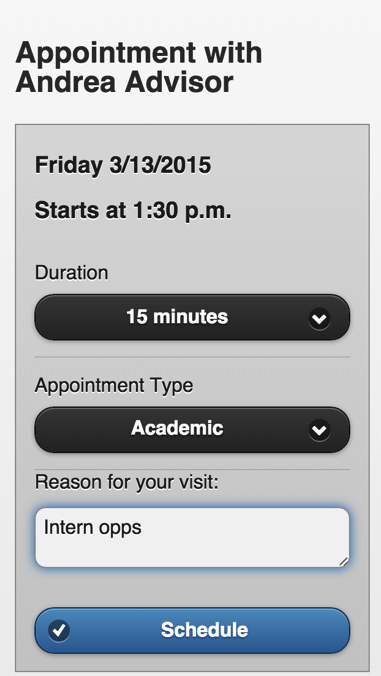 Appointment with
Andrea Advisor
Friday 3/13/2015
Starts at 1:30 p.m.
Duration
15 minutes
Appointment Type
Academic
Reason for your visit:
Intern opps
Schedule